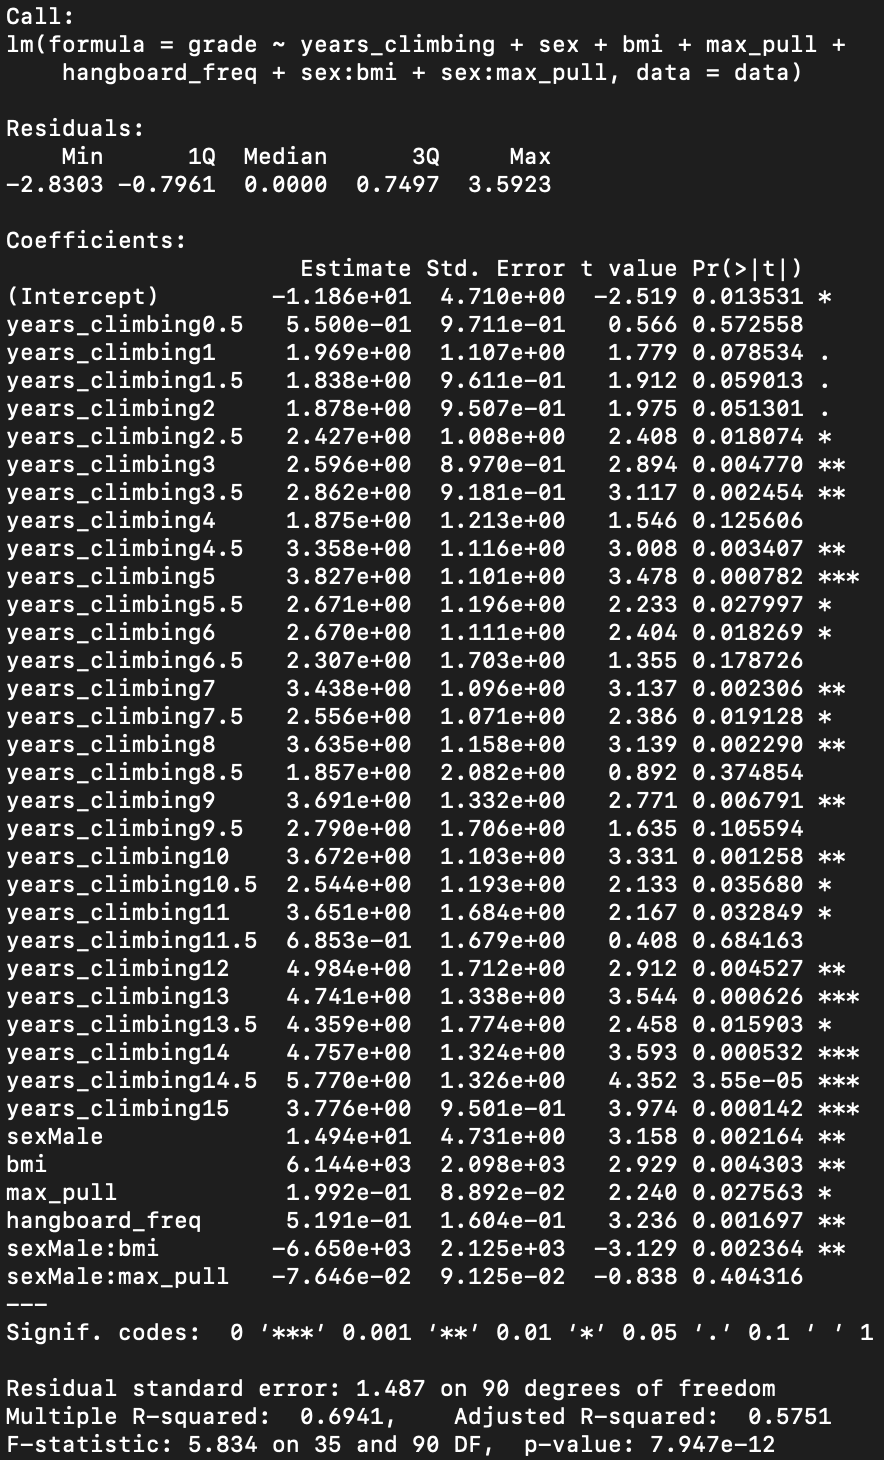 Call:
lm(formula = grade ~ years_climbing + sex + bmi + max_pull +
    hangboard_freq + sex:bmi + sex:max_pull, data = data)

Residuals:
    Min      1Q  Median      3Q     Max
-2.8303 -0.7961  0.0000  0.7497  3.5923

Coefficients:
                     Estimate Std. Error t value Pr(>|t|)
(Intercept)        -1.186e+01  4.710e+00  -2.519 0.013531 *
years_climbing0.5   5.500e-01  9.711e-01   0.566 0.572558
years_climbing1     1.969e+00  1.107e+00   1.779 0.078534 .
years_climbing1.5   1.838e+00  9.611e-01   1.912 0.059013 .
years_climbing2     1.878e+00  9.507e-01   1.975 0.051301 .
years_climbing2.5   2.427e+00  1.008e+00   2.408 0.018074 *
years_climbing3     2.596e+00  8.970e-01   2.894 0.004770 **
years_climbing3.5   2.862e+00  9.181e-01   3.117 0.002454 **
years_climbing4     1.875e+00  1.213e+00   1.546 0.125606
years_climbing4.5   3.358e+00  1.116e+00   3.008 0.003407 **
years_climbing5     3.827e+00  1.101e+00   3.478 0.000782 ***
years_climbing5.5   2.671e+00  1.196e+00   2.233 0.027997 *
years_climbing6     2.670e+00  1.111e+00   2.404 0.018269 *
years_climbing6.5   2.307e+00  1.703e+00   1.355 0.178726
years_climbing7     3.438e+00  1.096e+00   3.137 0.002306 **
years_climbing7.5   2.556e+00  1.071e+00   2.386 0.019128 *
years_climbing8     3.635e+00  1.158e+00   3.139 0.002290 **
years_climbing8.5   1.857e+00  2.082e+00   0.892 0.374854
years_climbing9     3.691e+00  1.332e+00   2.771 0.006791 **
years_climbing9.5   2.790e+00  1.706e+00   1.635 0.105594
years_climbing10    3.672e+00  1.103e+00   3.331 0.001258 **
years_climbing10.5  2.544e+00  1.193e+00   2.133 0.035680 *
years_climbing11    3.651e+00  1.684e+00   2.167 0.032849 *
years_climbing11.5  6.853e-01  1.679e+00   0.408 0.684163
years_climbing12    4.984e+00  1.712e+00   2.912 0.004527 **
years_climbing13    4.741e+00  1.338e+00   3.544 0.000626 ***
years_climbing13.5  4.359e+00  1.774e+00   2.458 0.015903 *
years_climbing14    4.757e+00  1.324e+00   3.593 0.000532 ***
years_climbing14.5  5.770e+00  1.326e+00   4.352 3.55e-05 ***
years_climbing15    3.776e+00  9.501e-01   3.974 0.000142 ***
sexMale             1.494e+01  4.731e+00   3.158 0.002164 **
bmi                 6.144e+03  2.098e+03   2.929 0.004303 **
max_pull            1.992e-01  8.892e-02   2.240 0.027563 *
hangboard_freq      5.191e-01  1.604e-01   3.236 0.001697 **
sexMale:bmi        -6.650e+03  2.125e+03  -3.129 0.002364 **
sexMale:max_pull   -7.646e-02  9.125e-02  -0.838 0.404316
---
Signif. codes:  0 ‘***’ 0.001 ‘**’ 0.01 ‘*’ 0.05 ‘.’ 0.1 ‘ ’ 1

Residual standard error: 1.487 on 90 degrees of freedom
Multiple R-squared:  0.6941,    Adjusted R-squared:  0.5751
F-statistic: 5.834 on 35 and 90 DF,  p-value: 7.947e-12